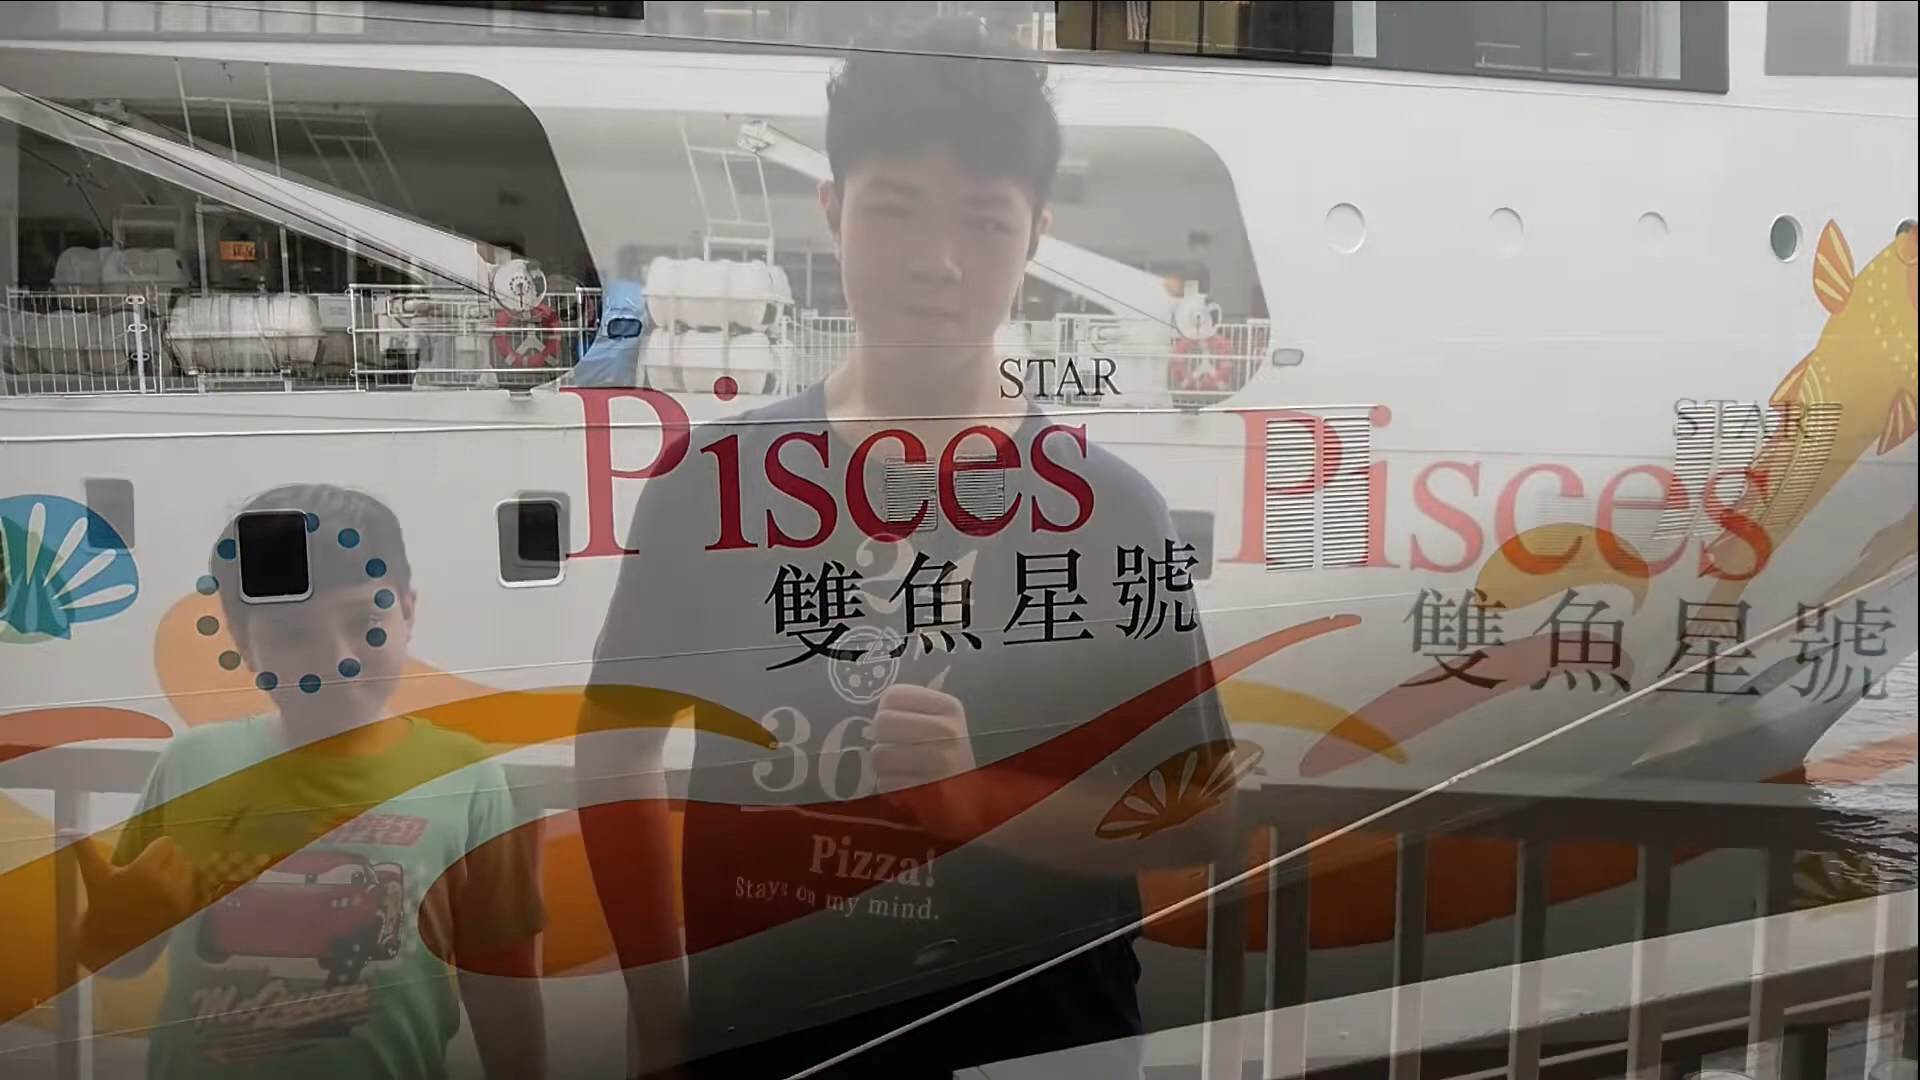 STAR
Pisces
雙魚星號
STAR
Pisces
雙魚星號
36
Pizza!
Stays on my mind.